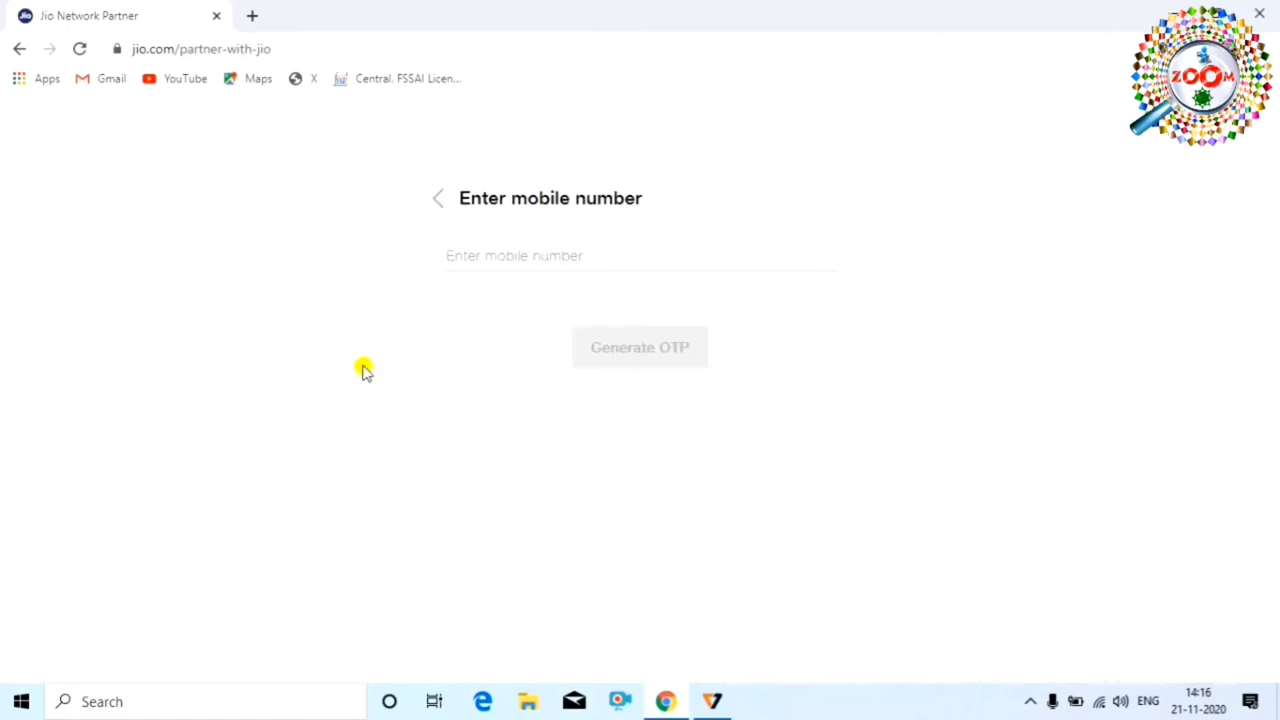 Jio Jio Network Partner
jio.com/partner-with-jio
Apps Gmail YouTube Maps X Central. FSSAI Licen...
ZOOM
Enter mobile number
Enter mobile number
Generate OTP
Search
ENG
14:16
21-11-2020